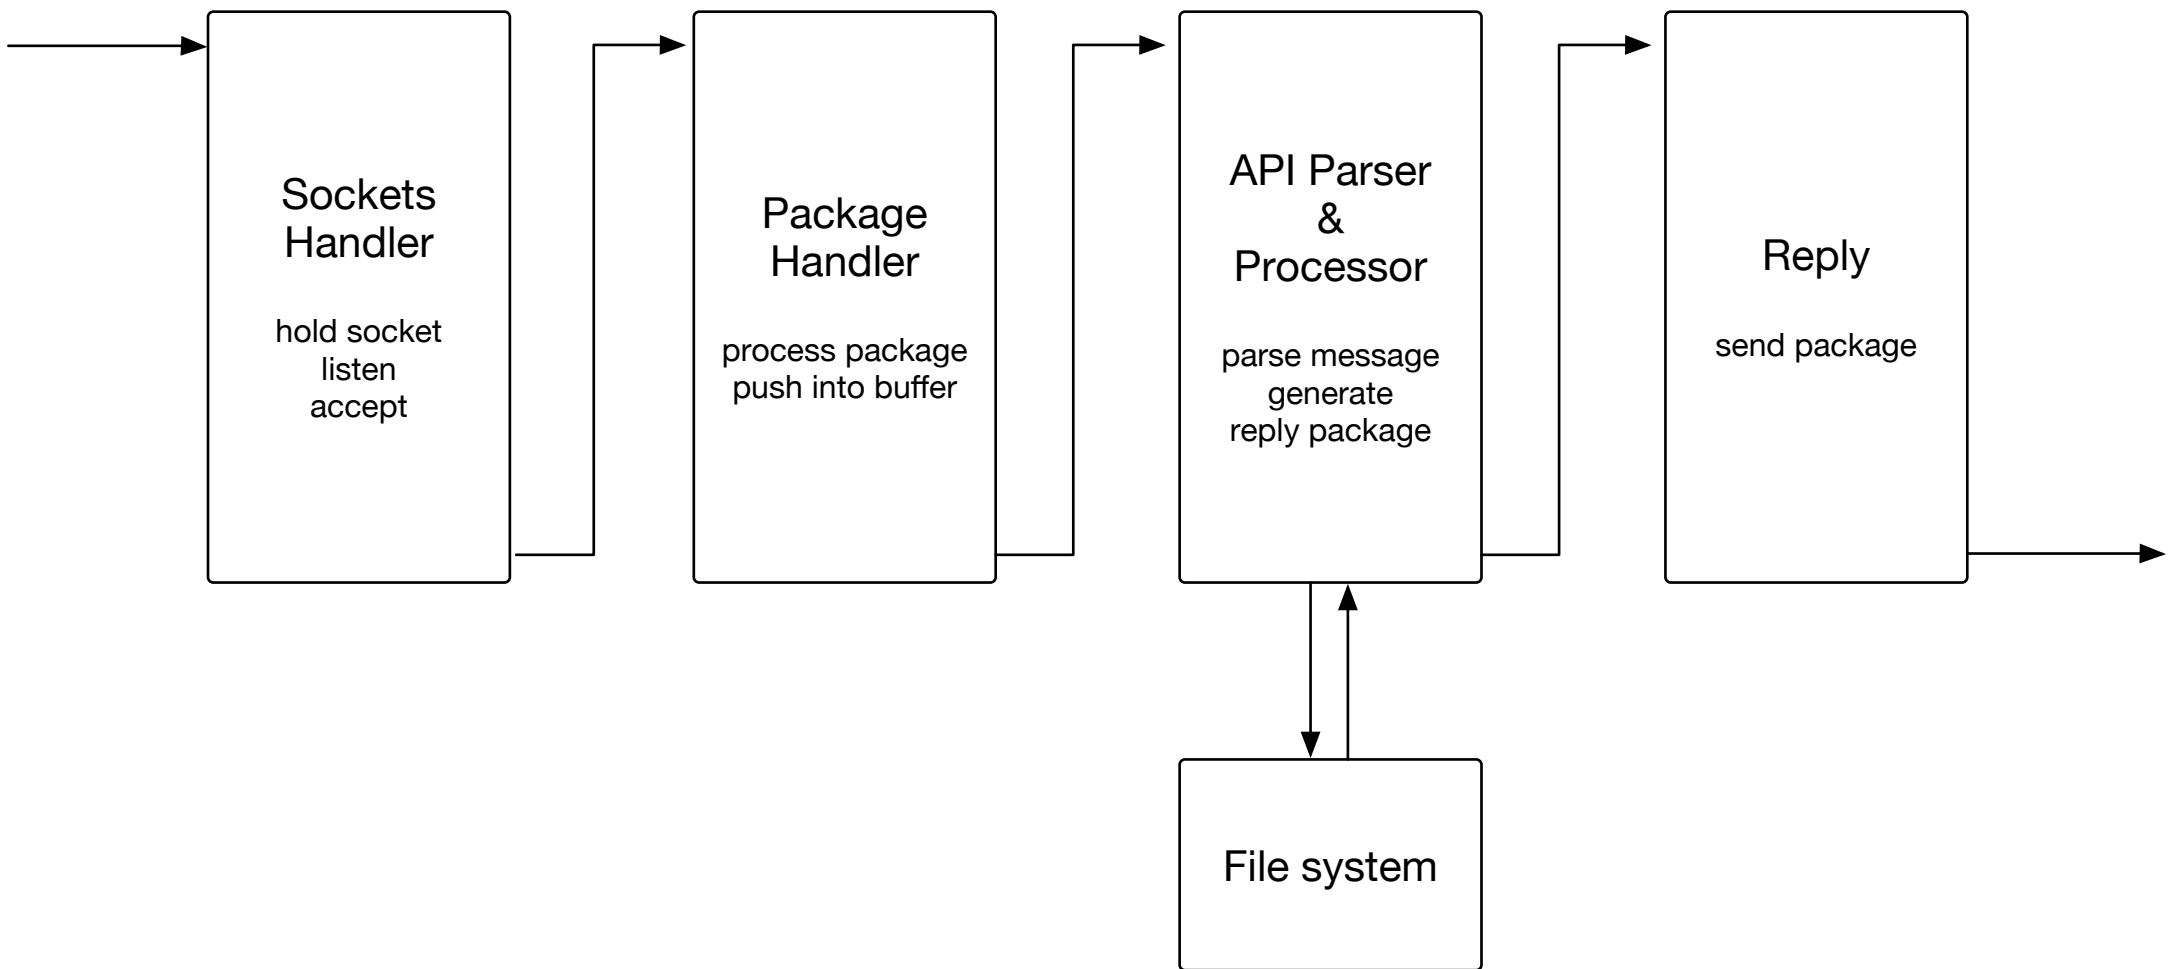 Sockets
Handler
hold socket
listen
accept
Package
Handler
process package
push into buffer
API Parser
&
Processor
parse message
generate
reply package
Reply
send package
File system